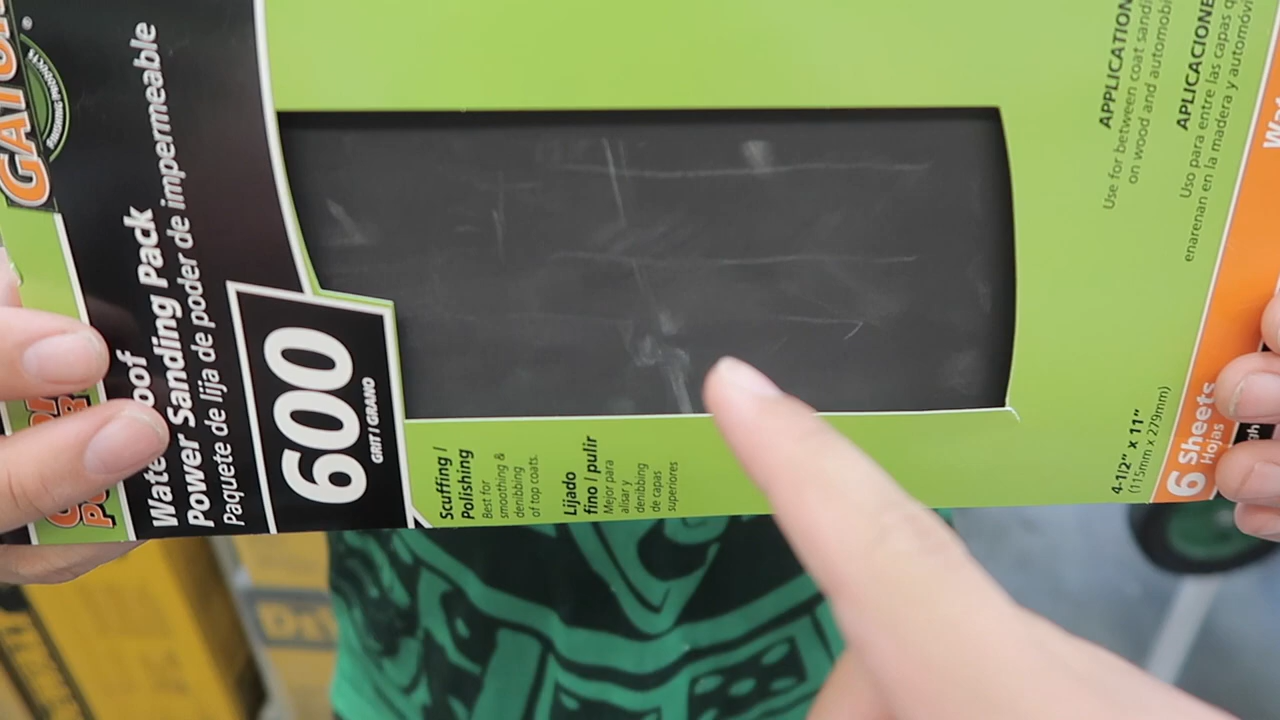 GATOR
®
FINISHING PRODUCTS
Power Sanding Pack
Paquete de lija de poder de impermeable
600
GRIT / GRANO
Scuffing /
Polishing
Best for
smoothing &
denibbing
of top coats.
Lijado
fino / pulir
Mejor para
alisar y
denibbing
de capas
superiores
APPLICATION
Use for between coat sandi
on wood and automobi
APLICACIONE
Uso para entre las capas q
enarenan en la madera y automóvi
4-1/2" x 11"
(115mm x 279mm)
6 Sheets
Hojas